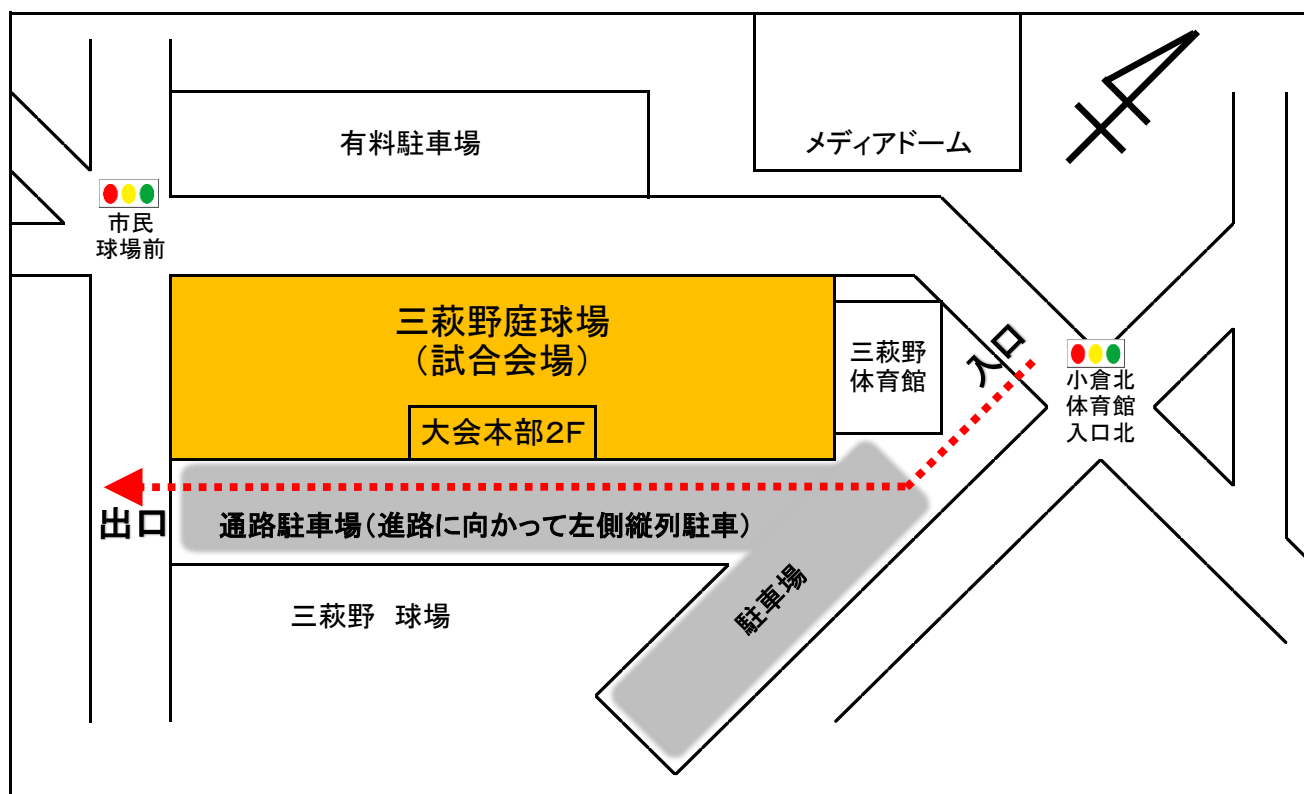 有料駐車場
メディアドーム
市民
球場前
三萩野庭球場
(試合会場)
三萩野
体育館
入口
小倉北
体育館
入口北
大会本部2F
出口
通路駐車場(進路に向かって左側縦列駐車)
駐車場
三萩野 球場